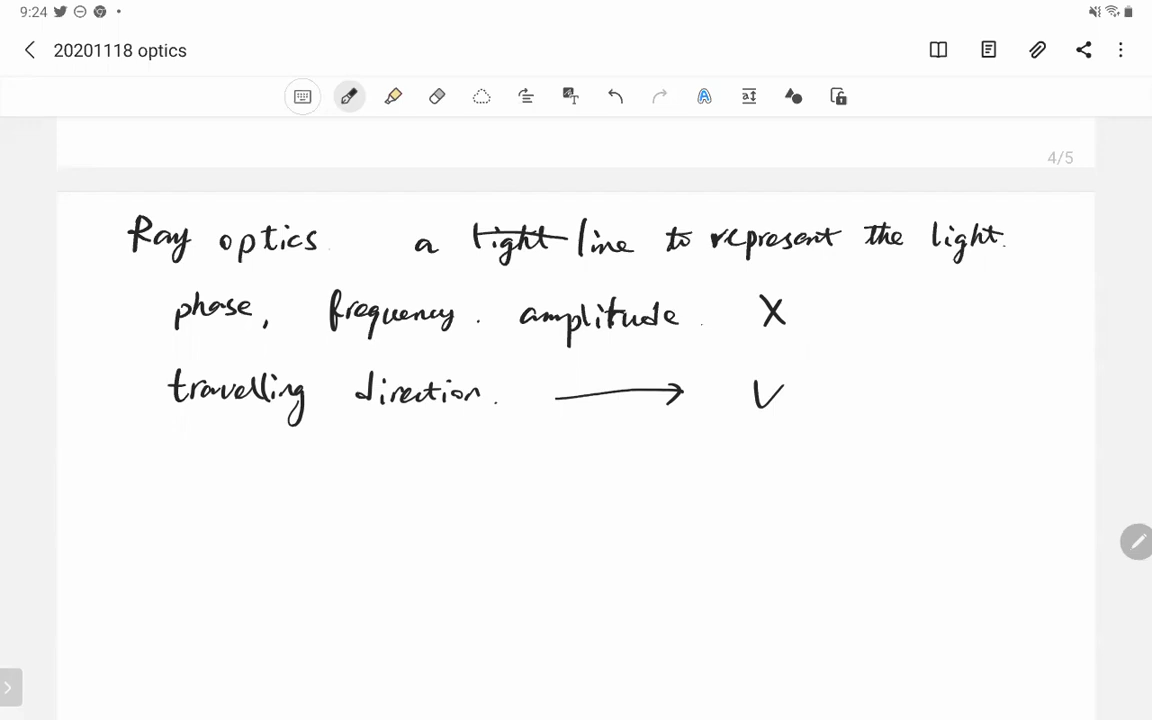 9:24
20201118 optics
4/5
Ray optics. a light line to represent the light.
phase, frequency. amplitude. X
travelling direction. → V